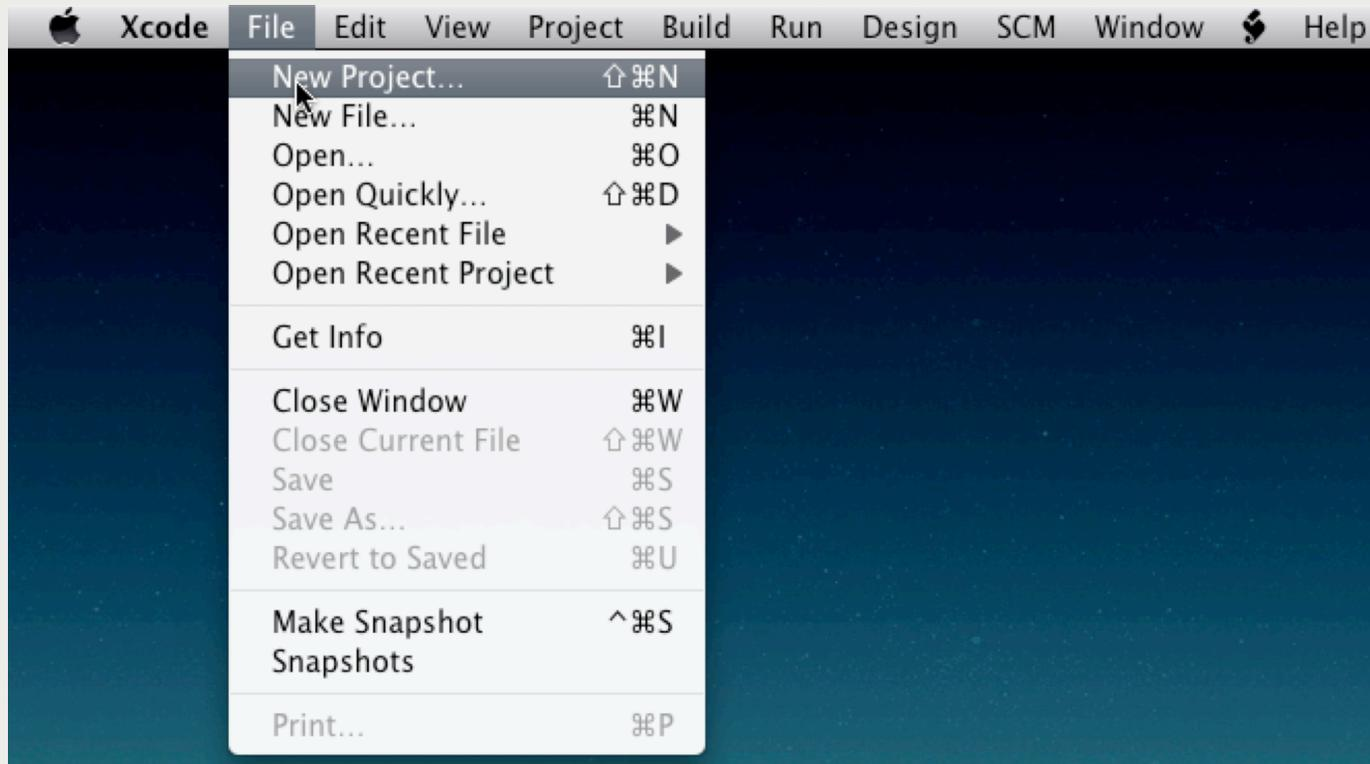 Xcode File Edit View Project Build Run Design SCM Window Help
New Project... ⇧⌘N
New File... ⌘N
Open... ⌘O
Open Quickly... ⇧⌘D
Open Recent File ▶
Open Recent Project ▶
Get Info ⌘I
Close Window ⌘W
Close Current File ⇧⌘W
Save ⌘S
Save As... ⇧⌘S
Revert to Saved ⌘U
Make Snapshot ^⌘S
Snapshots
Print... ⌘P